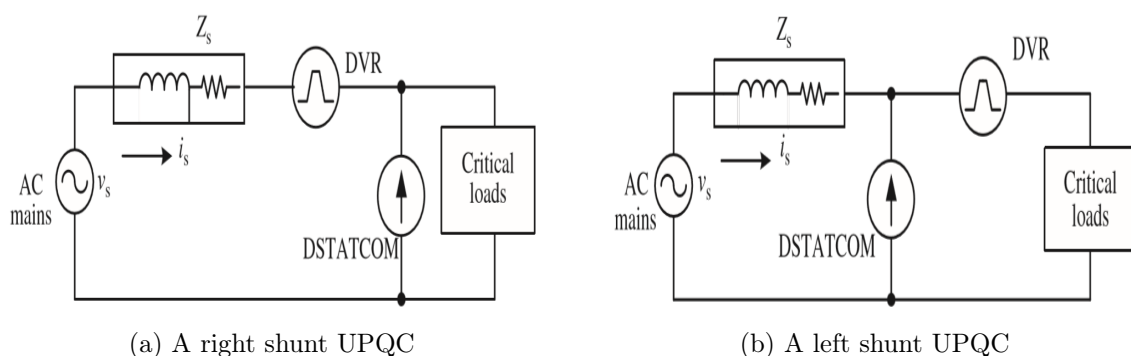 Zs
DVR
is
AC
mains
vs
DSTATCOM
Critical
loads
(a) A right shunt UPQC
Zs
DVR
is
AC
mains
vs
DSTATCOM
Critical
loads
(b) A left shunt UPQC